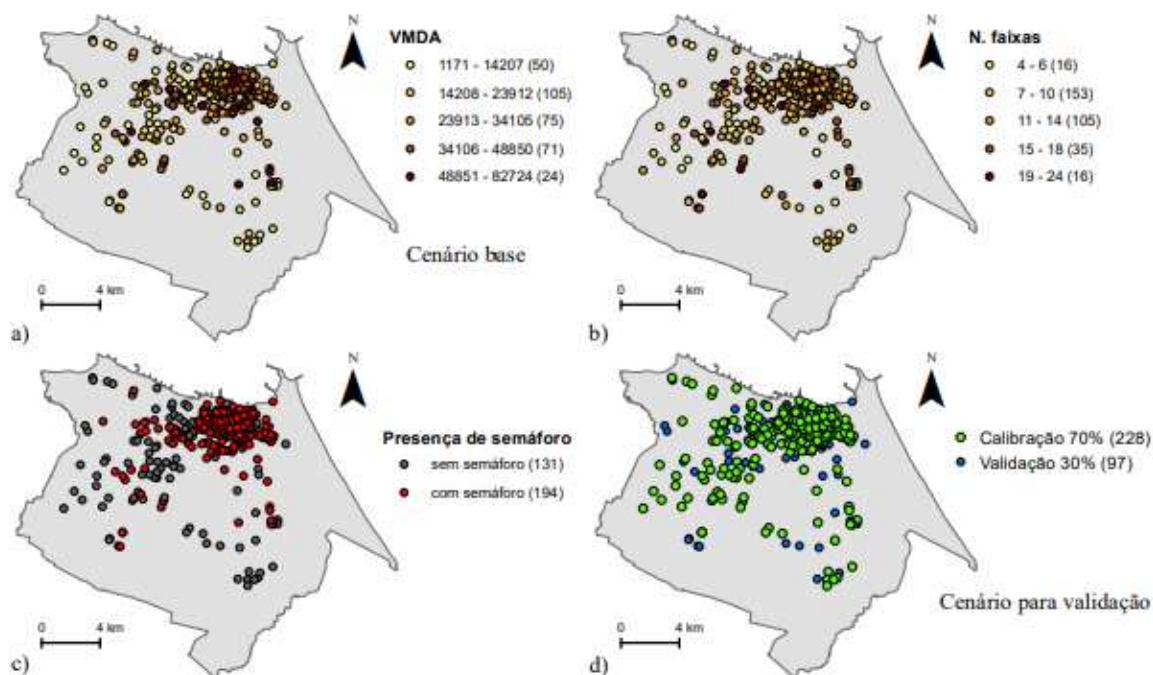 N
VMDA
1171 - 14207 (50)
14208 - 23912 (105)
23913 - 34105 (75)
34106 - 48850 (71)
48851 - 82724 (24)
Cenário base
0 4 km
a)
N
N. faixas
4 - 6 (16)
7 - 10 (153)
11 - 14 (105)
15 - 18 (35)
19 - 24 (16)
0 4 km
b)
N
Presença de semáforo
sem semáforo (131)
com semáforo (194)
0 4 km
c)
N
Calibração 70% (228)
Validação 30% (97)
Cenário para validação
0 4 km
d)